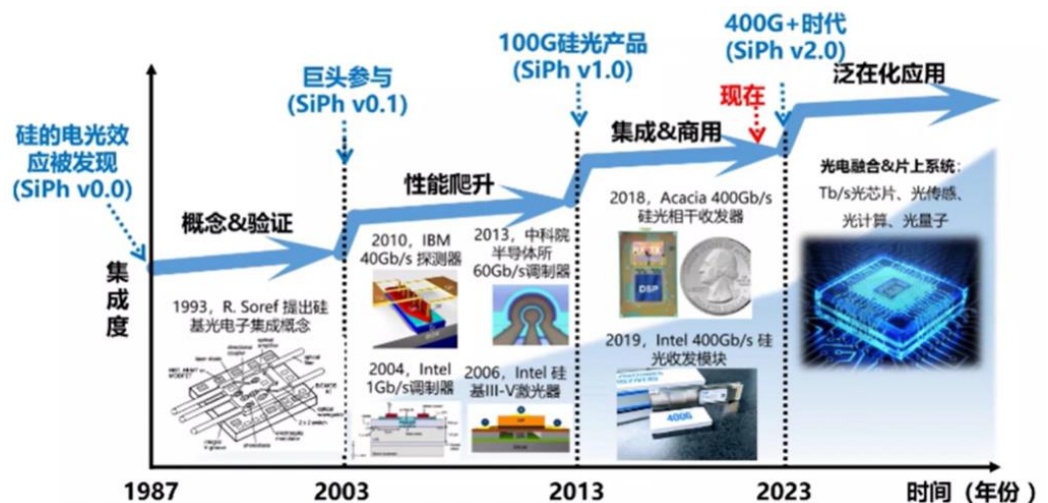 400G+时代
(SiPh v2.0)
100G硅光产品
(SiPh v1.0)
巨头参与
(SiPh v0.1)
泛在化应用
现在
硅的电光效
应被发现
(SiPh v0.0)
集成&商用
性能爬升
概念&验证
集成度
1993，R. Soref 提出硅
基光电子集成概念
2010，IBM
40Gb/s 探测器
2013，中科院
半导体所
60Gb/s调制器
2004，Intel
1Gb/s调制器
2006，Intel 硅
基III-V激光器
2018，Acacia 400Gb/s
硅光相干收发器
DSP
2019，Intel 400Gb/s 硅
光收发模块
400G
光电融合&片上系统：
Tb/s光芯片、光传感、
光计算、光量子
1987
2003
2013
2023
时间（年份）